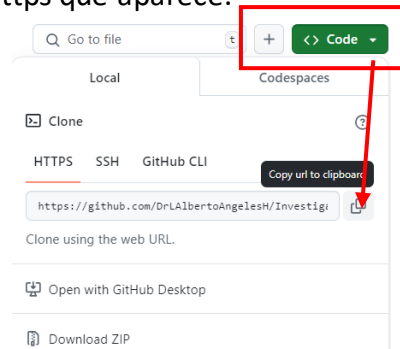 ttps que aparece.
Go to file t + <> Code
Local Codespaces
Clone
HTTPS SSH GitHub CLI
Copy url to clipboard
https://github.com/DrLAlbertoAngelesH/Investiga
Clone using the web URL.
Open with GitHub Desktop
Download ZIP